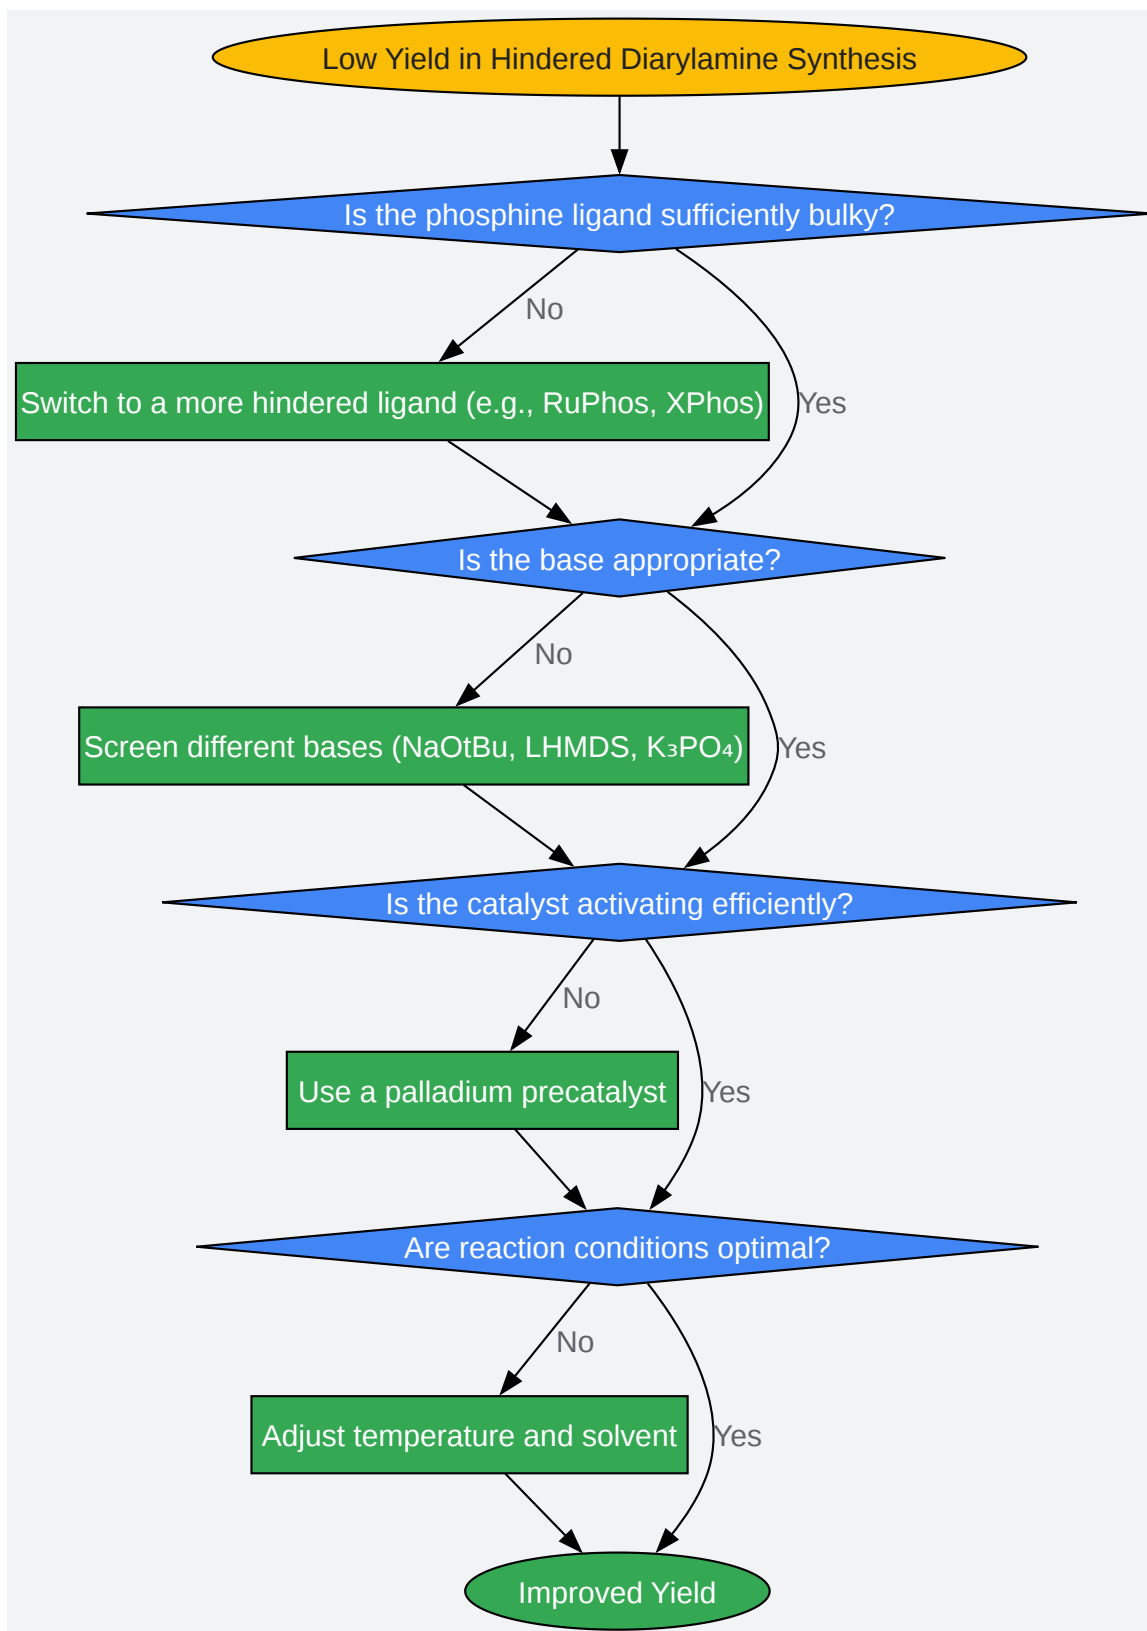 Low Yield in Hindered Diarylamine Synthesis
Is the phosphine ligand sufficiently bulky?
No
Switch to a more hindered ligand (e.g., RuPhos, XPhos)
Yes
Is the base appropriate?
No
Screen different bases (NaOtBu, LHMDS, K₃PO₄)
Yes
Is the catalyst activating efficiently?
No
Use a palladium precatalyst
Yes
Are reaction conditions optimal?
No
Adjust temperature and solvent
Yes
Improved Yield